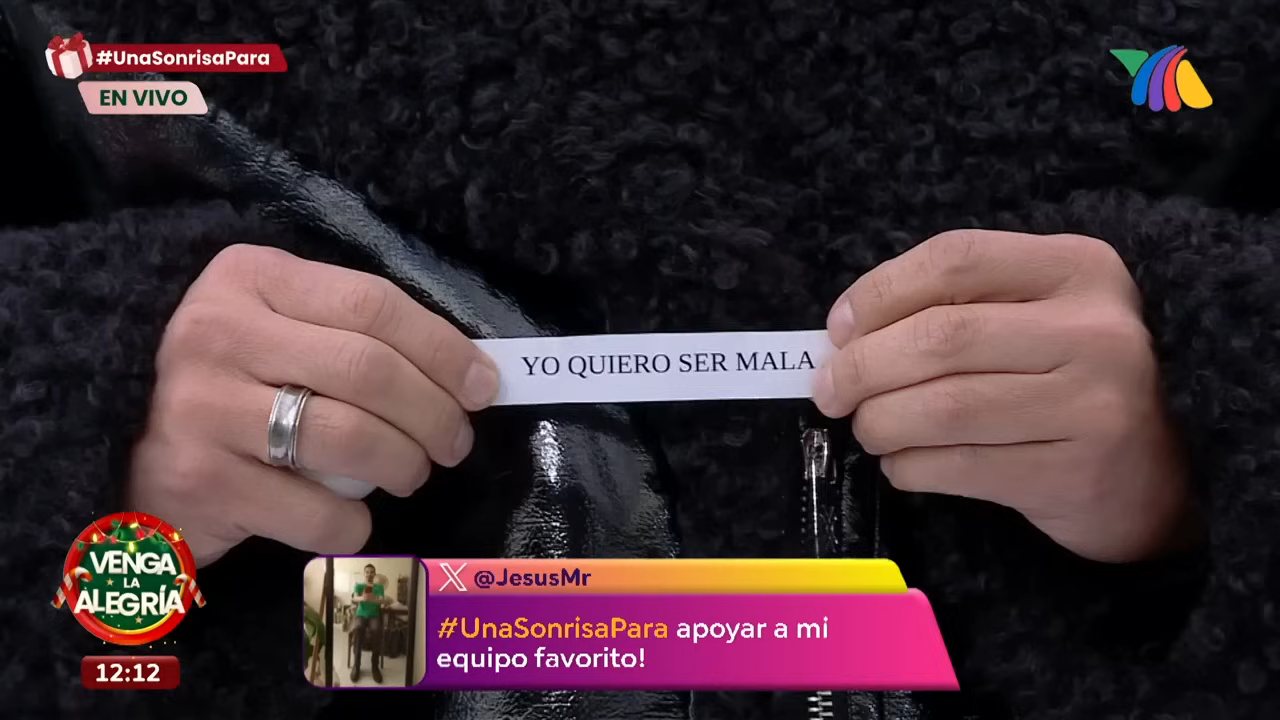 #UnaSonrisaPara
EN VIVO
YO QUIERO SER MALA
VENGA
LA
ALEGRÍA
12:12
@JesusMr
#UnaSonrisaPara apoyar a mi
equipo favorito!